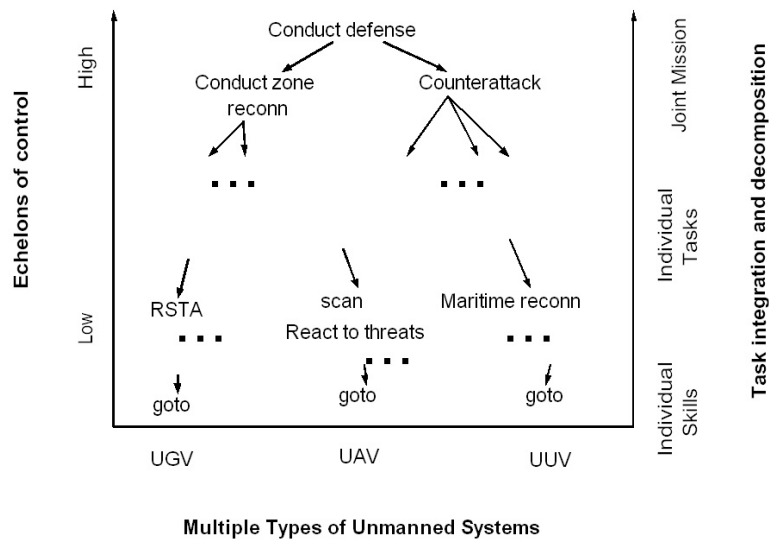 Conduct defense
High
Conduct zone
reconn
Counterattack
Joint Mission
Echelons of control
Individual
Tasks
Task integration and decomposition
RSTA
scan
Maritime reconn
Low
React to threats
goto
goto
goto
Individual
Skills
UGV
UAV
UUV
Multiple Types of Unmanned Systems